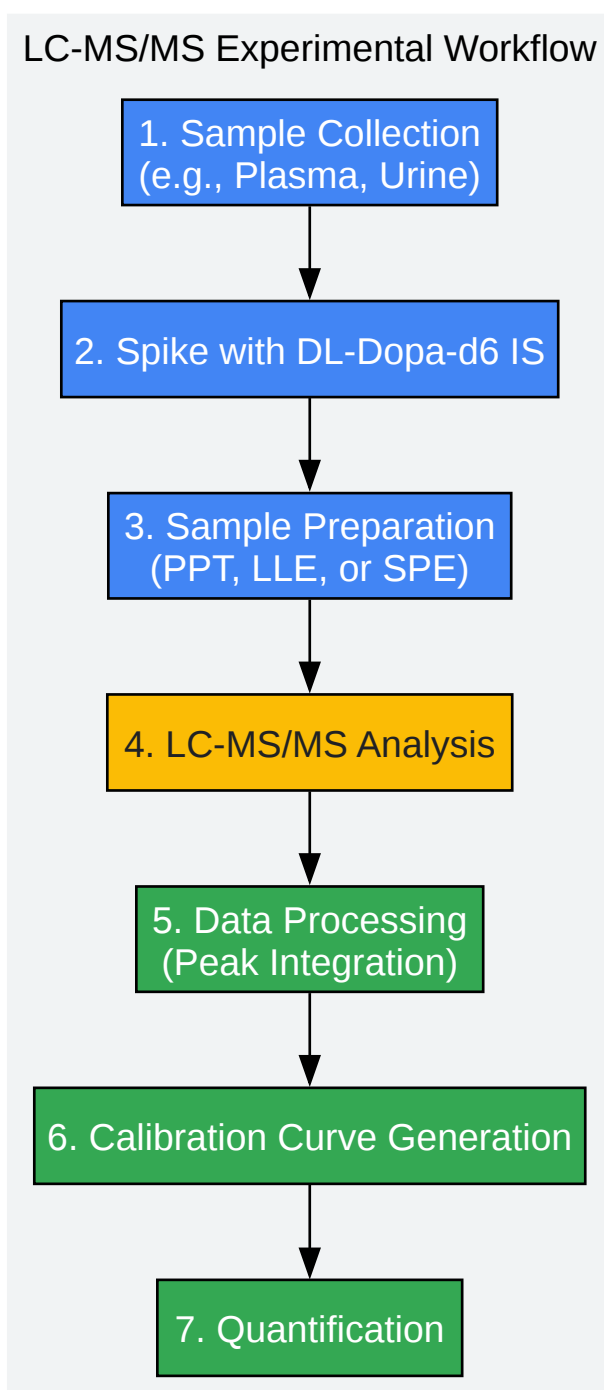 LC-MS/MS Experimental Workflow
1. Sample Collection
(e.g., Plasma, Urine)
2. Spike with DL-Dopa-d6 IS
3. Sample Preparation
(PPT, LLE, or SPE)
4. LC-MS/MS Analysis
5. Data Processing
(Peak Integration)
6. Calibration Curve Generation
7. Quantification